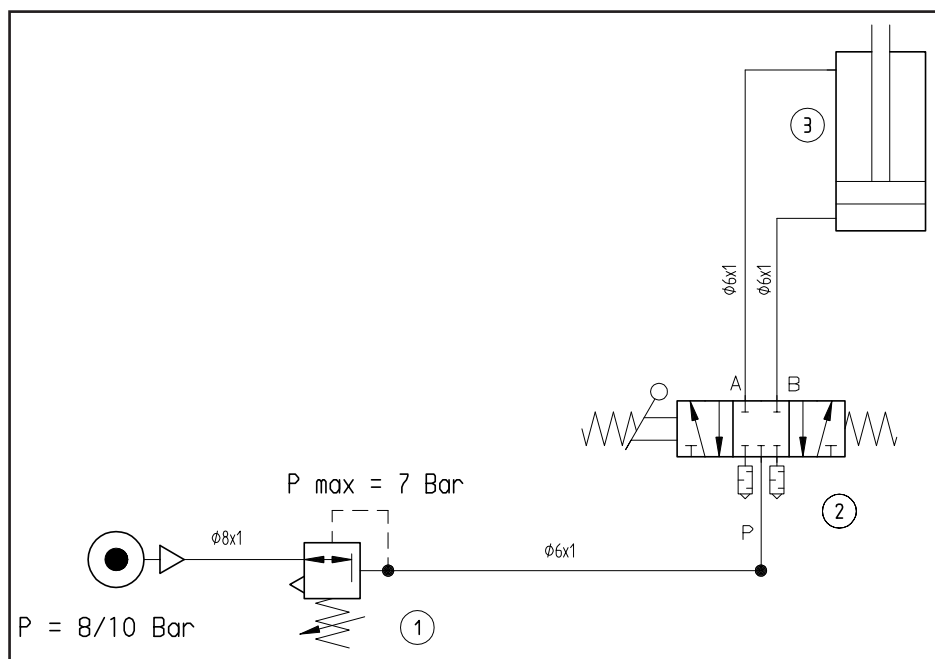 3
φ6x1
φ6x1
A
B
P max = 7 Bar
2
P
φ8x1
φ6x1
P = 8/10 Bar
1